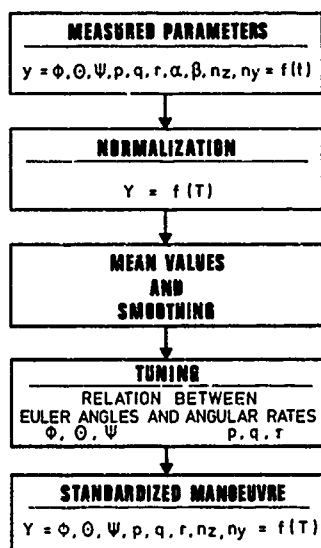 MEASURED PARAMETERS
y = Φ, Θ, Ψ, p, q, r, α, β, nz, ny = f(t)
NORMALIZATION
Y = f(T)
MEAN VALUES
AND
SMOOTHING
TUNING
RELATION BETWEEN
EULER ANGLES AND ANGULAR RATES
Φ, Θ, Ψ p, q, r
STANDARDIZED MANOEUVRE
Y = Φ, Θ, Ψ, p, q, r, nz, ny = f(T)